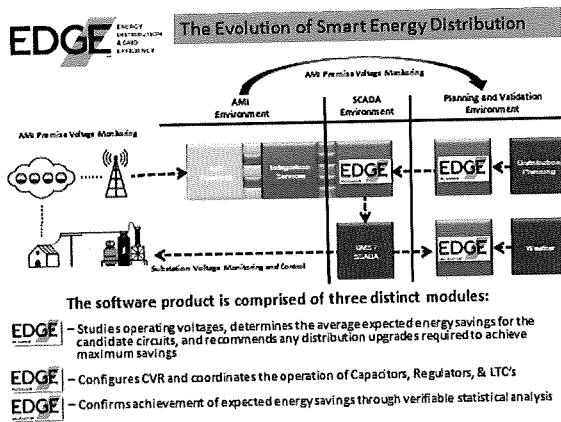 EDGE ENERGY
DISTRIBUTION
& GRID
EFFICIENCY
The Evolution of Smart Energy Distribution
AMI Premise Voltage Monitoring
AMI
Environment
SCADA
Environment
Planning and Validation
Environment
AMI Premise Voltage Monitoring
EDGE
EDGE
Distribution
Planning
DMS /
SCADA
EDGE
Substation Voltage Monitoring and Control
The software product is comprised of three distinct modules:
EDGE – Studies operating voltages, determines the average expected energy savings for the
candidate circuits, and recommends any distribution upgrades required to achieve
maximum savings
EDGE – Configures CVR and coordinates the operation of Capacitors, Regulators, & LTC's
EDGE – Confirms achievement of expected energy savings through verifiable statistical analysis